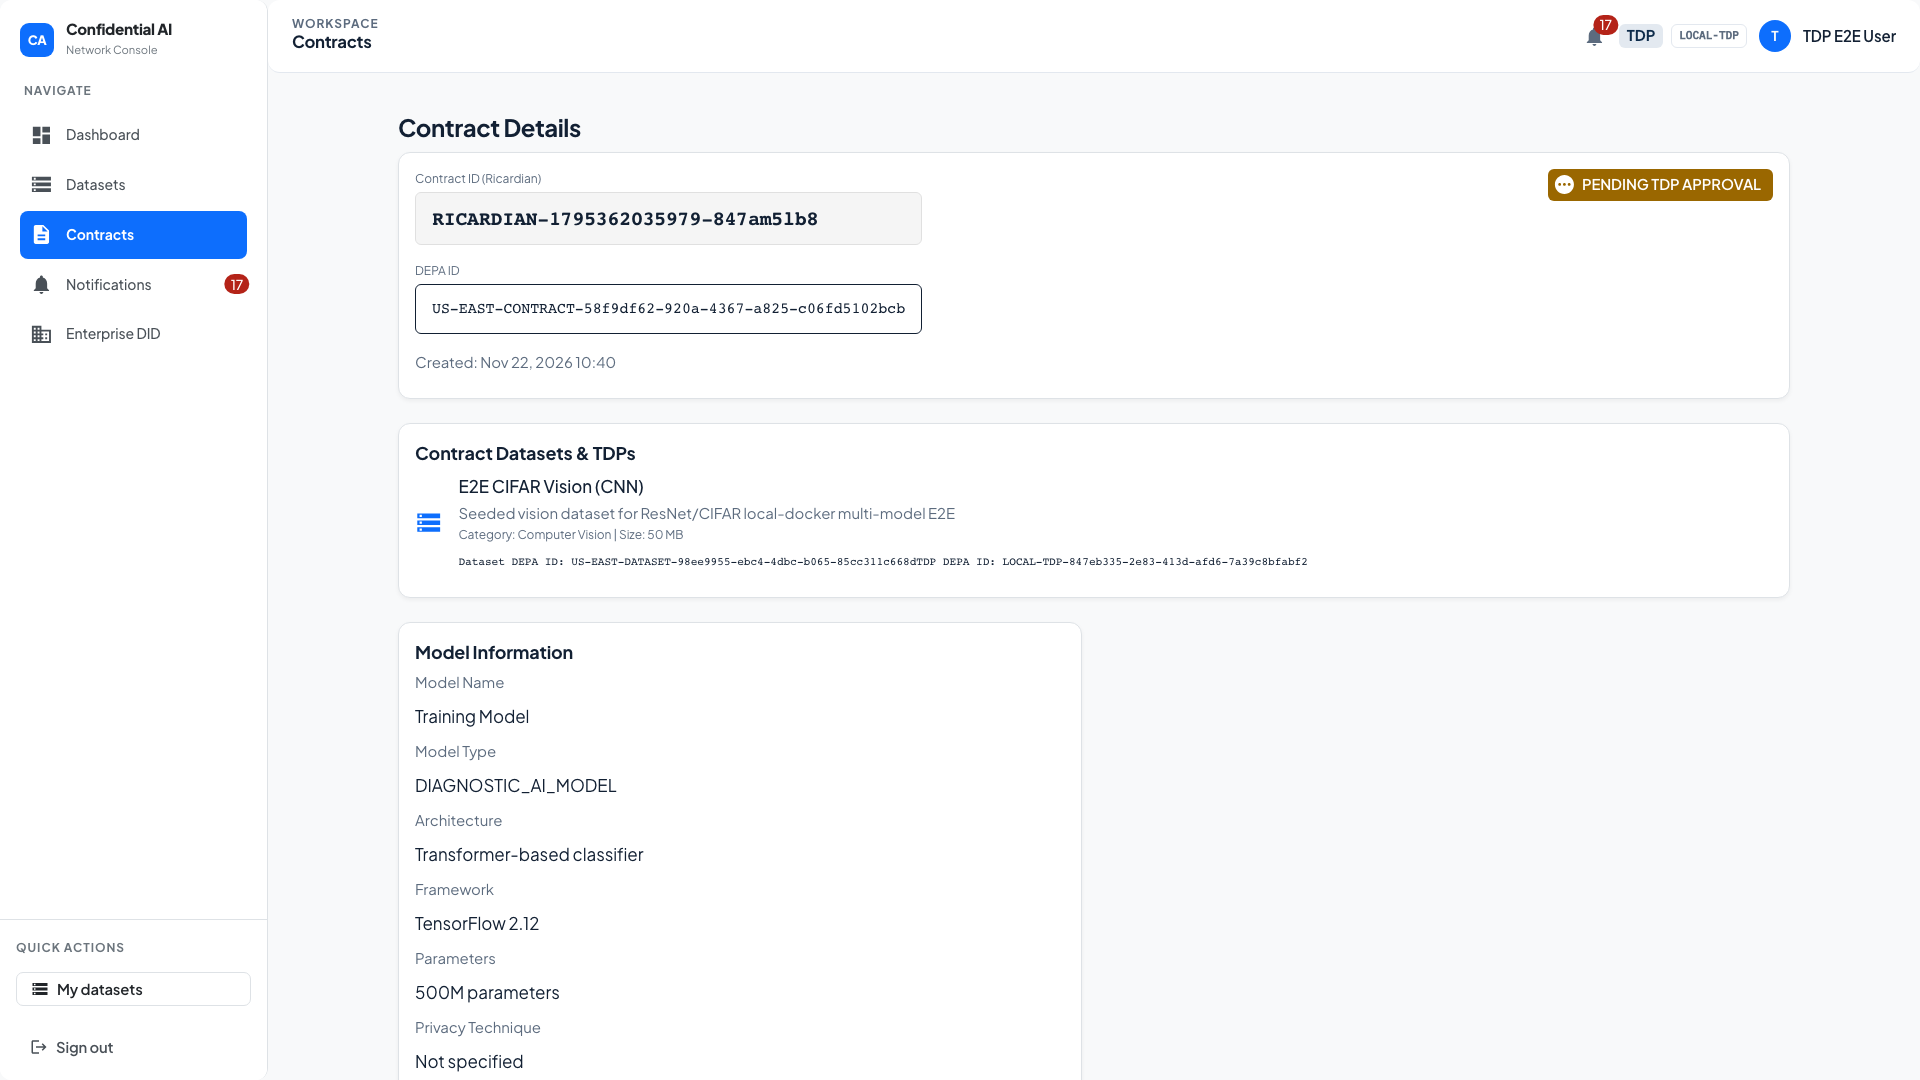 CA
Confidential AI
Network Console
NAVIGATE
Dashboard
Datasets
Contracts
Notifications
17
Enterprise DID
QUICK ACTIONS
My datasets
Sign out
WORKSPACE
Contracts
17
TDP
LOCAL-TDP
T
TDP E2E User
Contract Details
Contract ID (Ricardian)
RICARDIAN-1795362035979-847am51b8
PENDING TDP APPROVAL
DEPA ID
US-EAST-CONTRACT-58f9df62-920a-4367-a825-c06fd5102bcb
Created: Nov 22, 2026 10:40
Contract Datasets & TDPs
E2E CIFAR Vision (CNN)
Seeded vision dataset for ResNet/CIFAR local-docker multi-model E2E
Category: Computer Vision | Size: 50 MB
Dataset DEPA ID: US-EAST-DATASET-98ee9955-ebc4-4dbc-b065-85cc311c668dTDP DEPA ID: LOCAL-TDP-847eb335-2e83-413d-afd6-7a39c8bfabf2
Model Information
Model Name
Training Model
Model Type
DIAGNOSTIC_AI_MODEL
Architecture
Transformer-based classifier
Framework
TensorFlow 2.12
Parameters
500M parameters
Privacy Technique
Not specified